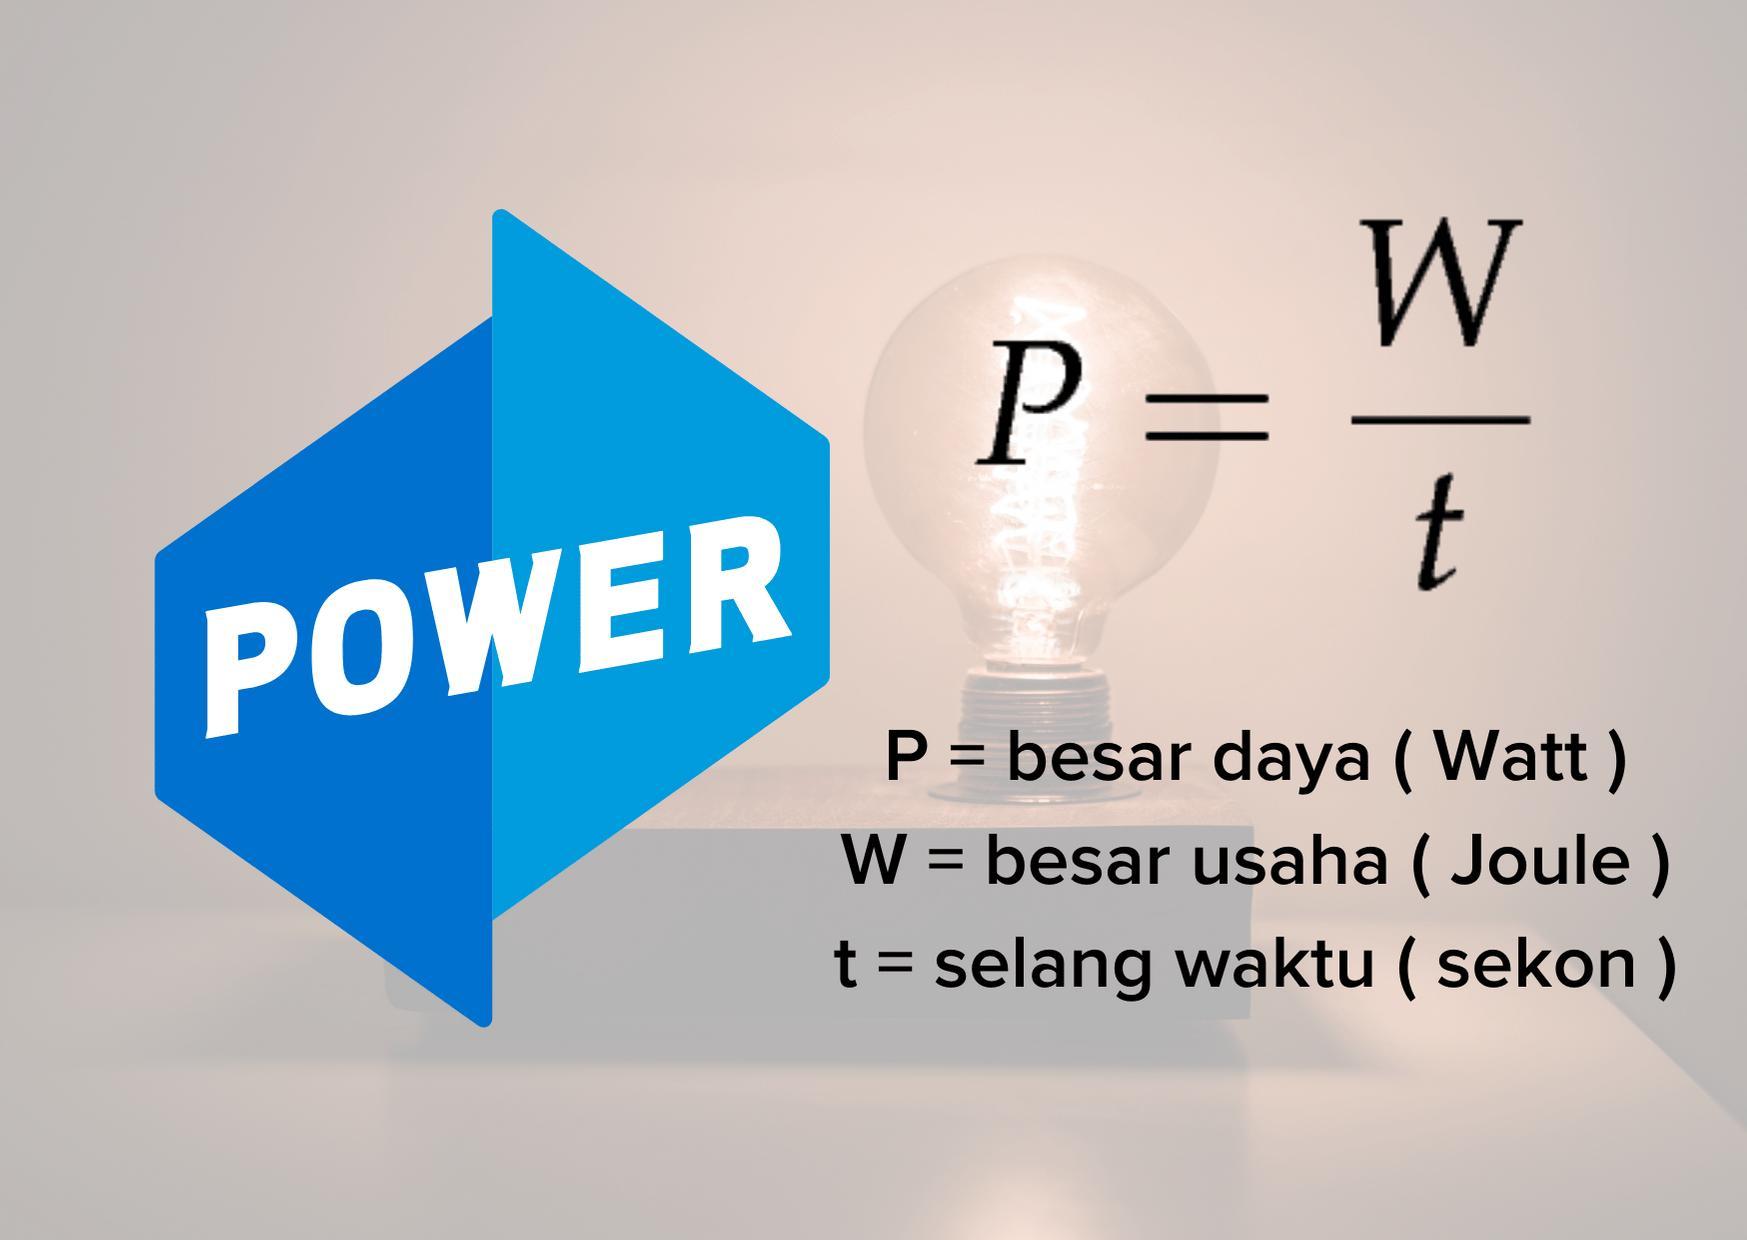 POWER
P = W
t
P = besar daya ( Watt )
W = besar usaha ( Joule )
t = selang waktu ( sekon )